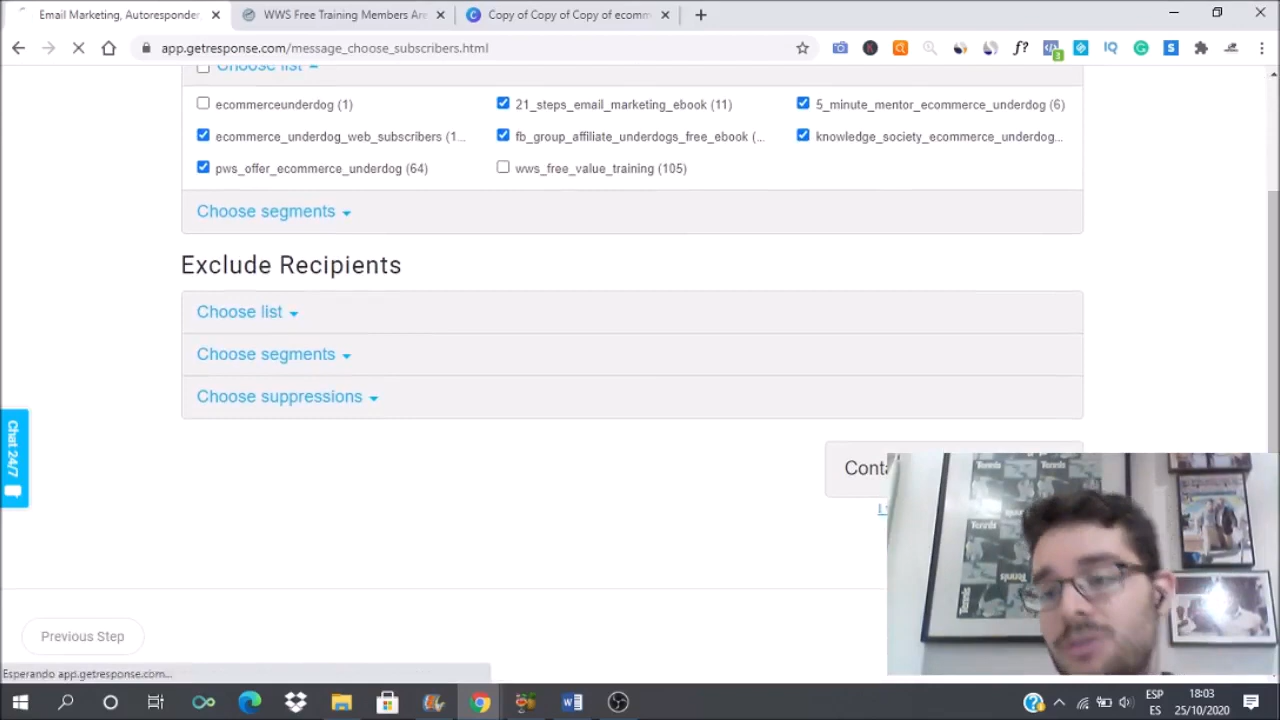 Email Marketing, Autoresponder,
WWS Free Training Members Are
Copy of Copy of Copy of ecomm
app.getresponse.com/message_choose_subscribers.html
Choose list
ecommerceunderdog (1)
21_steps_email_marketing_ebook (11)
5_minute_mentor_ecommerce_underdog (6)
ecommerce_underdog_web_subscribers (1...
fb_group_affiliate_underdogs_free_ebook (...
knowledge_society_ecommerce_underdog...
pws_offer_ecommerce_underdog (64)
wws_free_value_training (105)
Choose segments
Exclude Recipients
Choose list
Choose segments
Choose suppressions
Chat 24/7
Conta
Tennis
Tennis
Previous Step
Esperando app.getresponse.com...
ESP
ES
18:03
25/10/2020